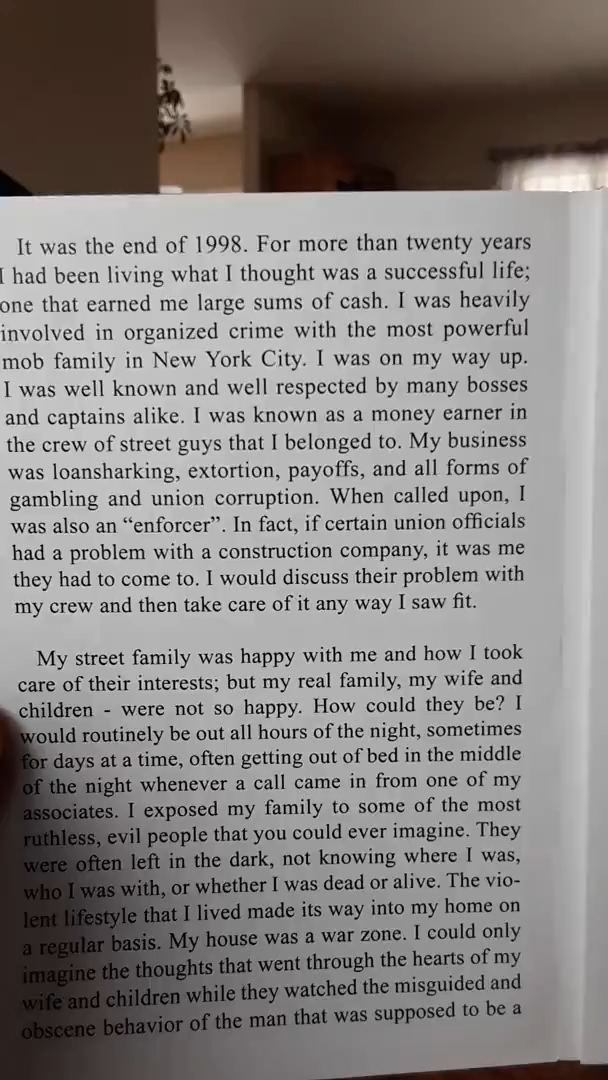 It was the end of 1998. For more than twenty years
I had been living what I thought was a successful life;
one that earned me large sums of cash. I was heavily
involved in organized crime with the most powerful
mob family in New York City. I was on my way up.
I was well known and well respected by many bosses
and captains alike. I was known as a money earner in
the crew of street guys that I belonged to. My business
was loansharking, extortion, payoffs, and all forms of
gambling and union corruption. When called upon, I
was also an “enforcer”. In fact, if certain union officials
had a problem with a construction company, it was me
they had to come to. I would discuss their problem with
my crew and then take care of it any way I saw fit.
My street family was happy with me and how I took
care of their interests; but my real family, my wife and
children - were not so happy. How could they be? I
would routinely be out all hours of the night, sometimes
for days at a time, often getting out of bed in the middle
of the night whenever a call came in from one of my
associates. I exposed my family to some of the most
ruthless, evil people that you could ever imagine. They
were often left in the dark, not knowing where I was,
who I was with, or whether I was dead or alive. The vio-
lent lifestyle that I lived made its way into my home on
a regular basis. My house was a war zone. I could only
imagine the thoughts that went through the hearts of my
wife and children while they watched the misguided and
obscene behavior of the man that was supposed to be a